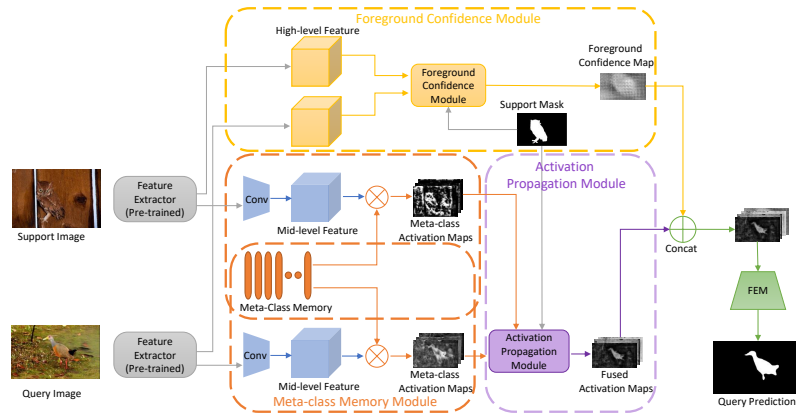 Foreground Confidence Module
High-level Feature
Foreground
Confidence
Module
Foreground
Confidence Map
Support Mask
Activation
Propagation Module
Feature
Extractor
(Pre-trained)
Support Image
Conv
Mid-level Feature
Meta-class
Activation Maps
Concat
Meta-Class Memory
FEM
Feature
Extractor
(Pre-trained)
Query Image
Conv
Mid-level Feature
Meta-class
Activation Maps
Activation
Propagation
Module
Fused
Activation Maps
Meta-class Memory Module
Query Prediction